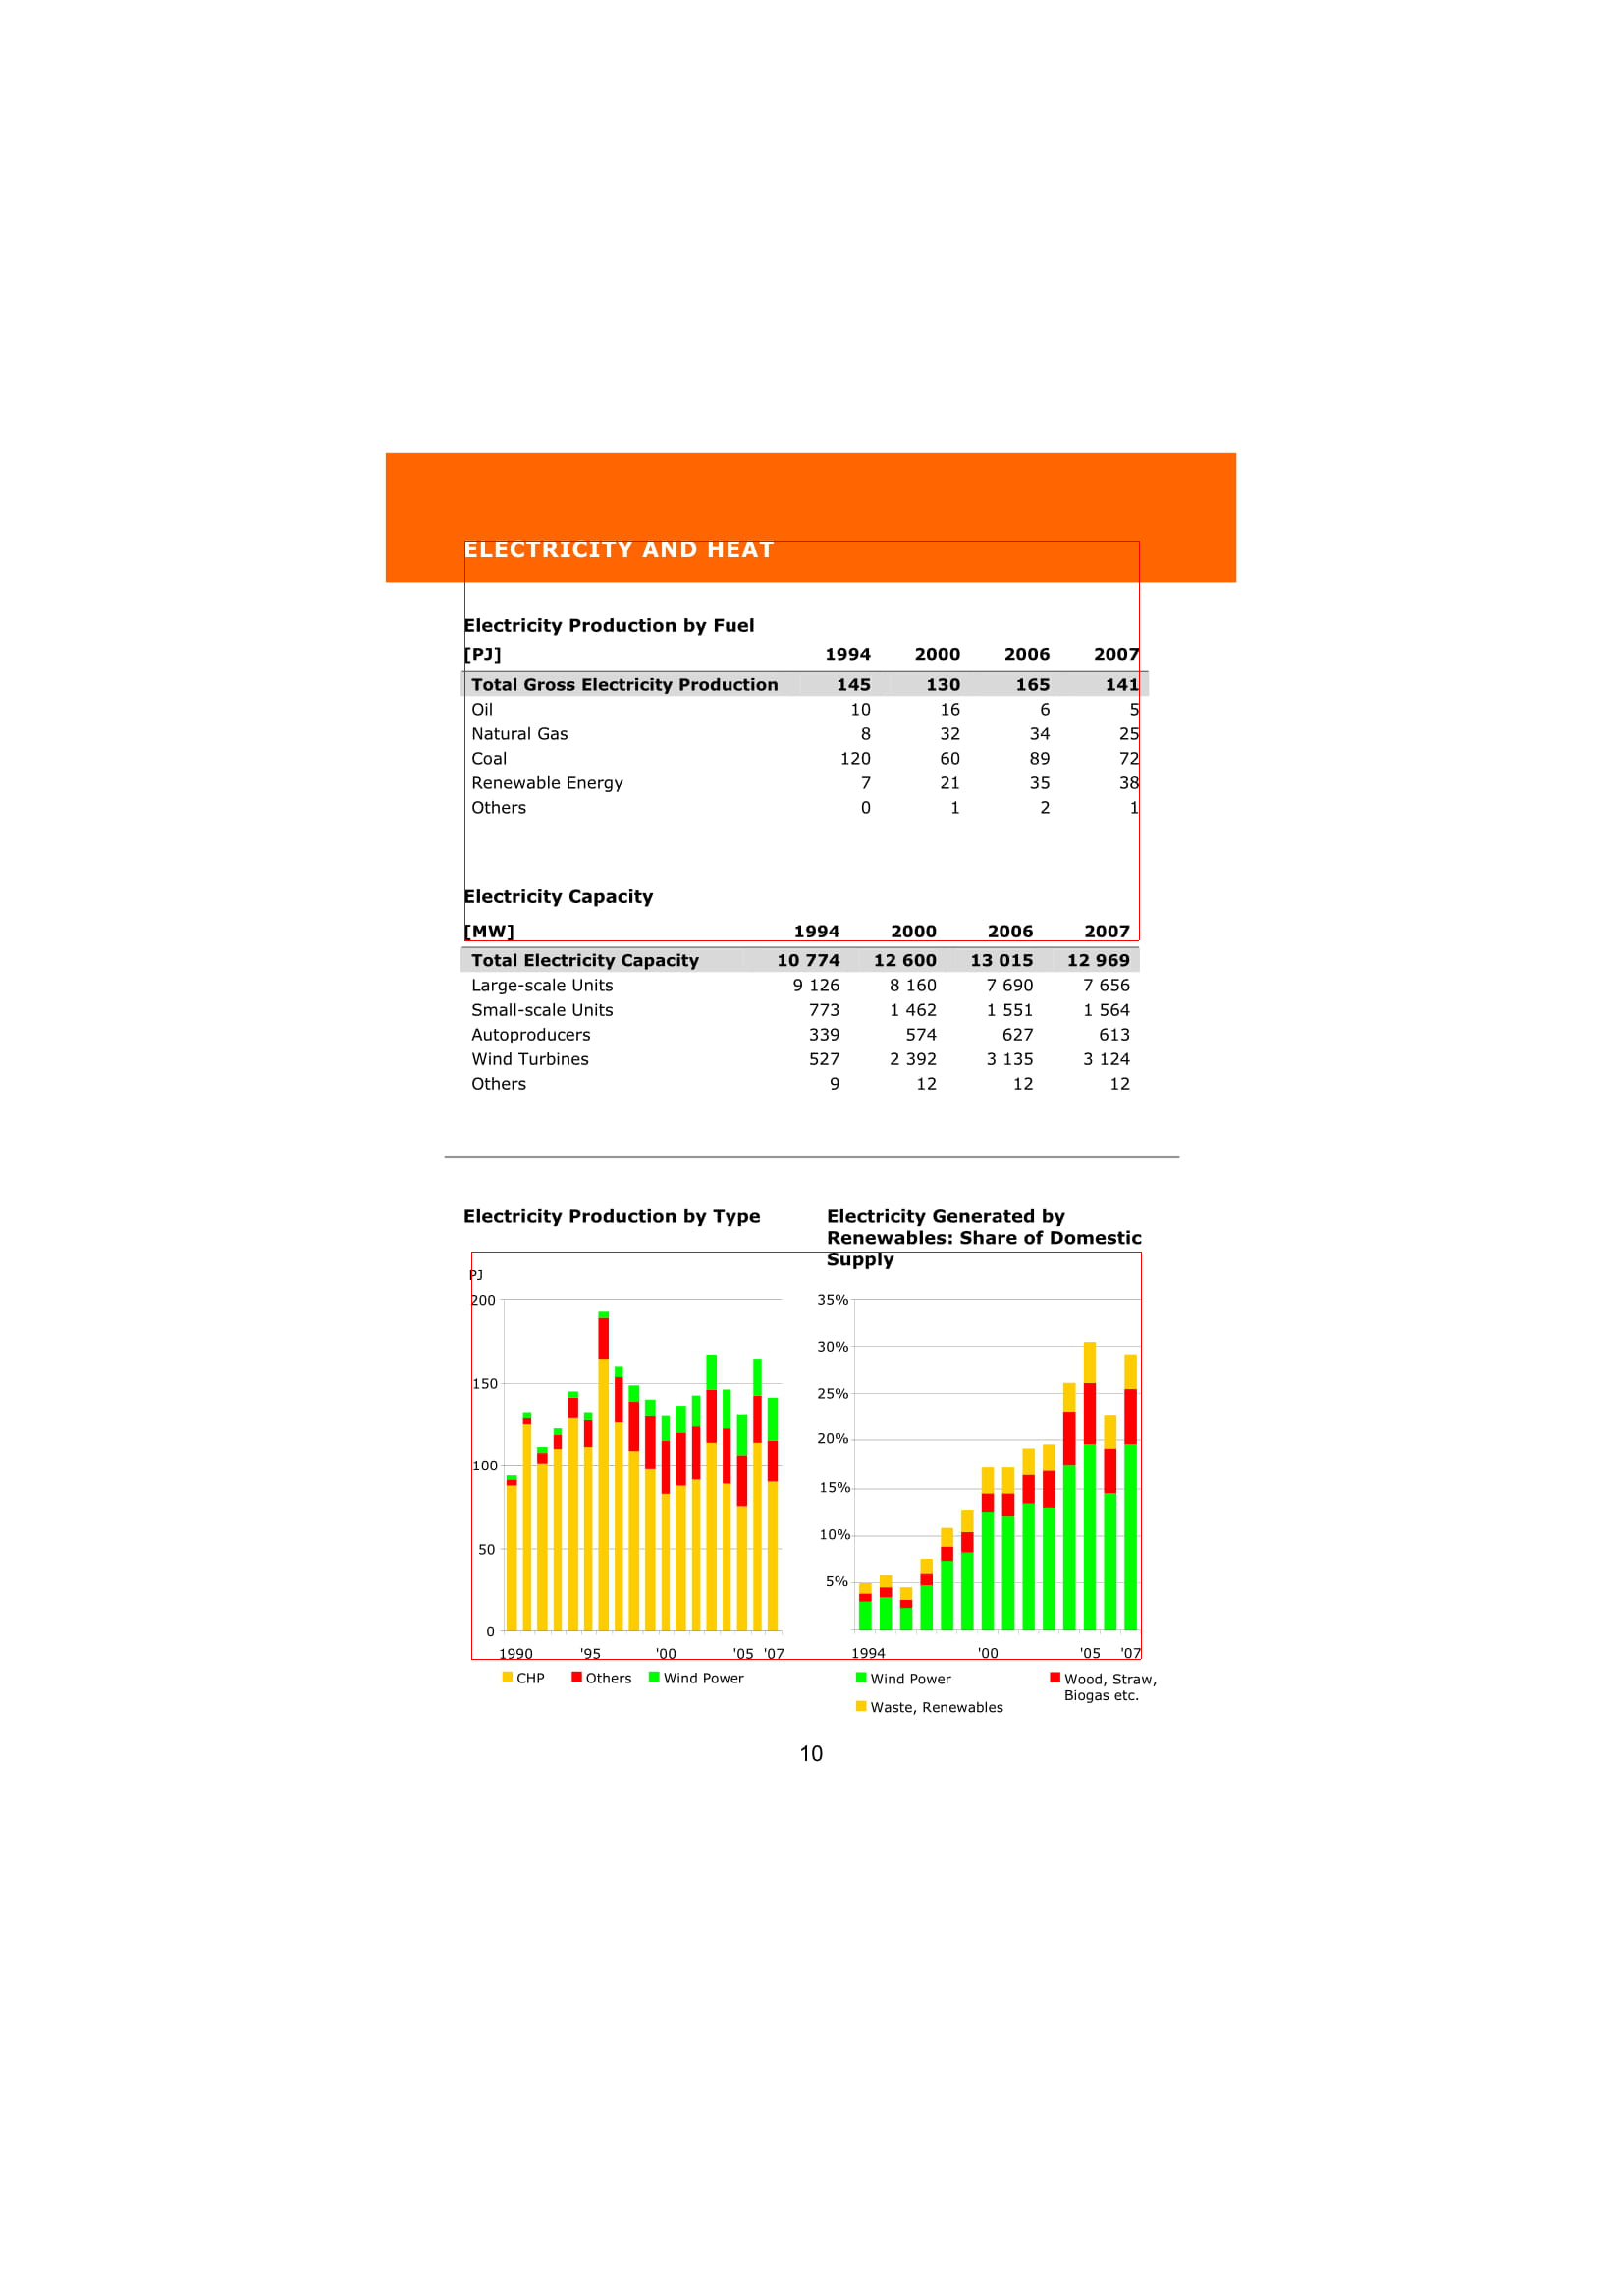 ELECTRICITY AND HEAT
Electricity Production by Fuel
[PJ] 1994 2000 2006 2007
Total Gross Electricity Production 145 130 165 141
Oil 10 16 6 5
Natural Gas 8 32 34 25
Coal 120 60 89 72
Renewable Energy 7 21 35 38
Others 0 1 2 1
Electricity Capacity
[MW] 1994 2000 2006 2007
Total Electricity Capacity 10 774 12 600 13 015 12 969
Large-scale Units 9 126 8 160 7 690 7 656
Small-scale Units 773 1 462 1 551 1 564
Autoproducers 339 574 627 613
Wind Turbines 527 2 392 3 135 3 124
Others 9 12 12 12
Electricity Production by Type
PJ
200
150
100
50
0
1990 '95 '00 '05 '07
CHP Others Wind Power
Electricity Generated by
Renewables: Share of Domestic
Supply
35%
30%
25%
20%
15%
10%
5%
1994 '00 '05 '07
Wind Power Wood, Straw,
Biogas etc.
Waste, Renewables
10